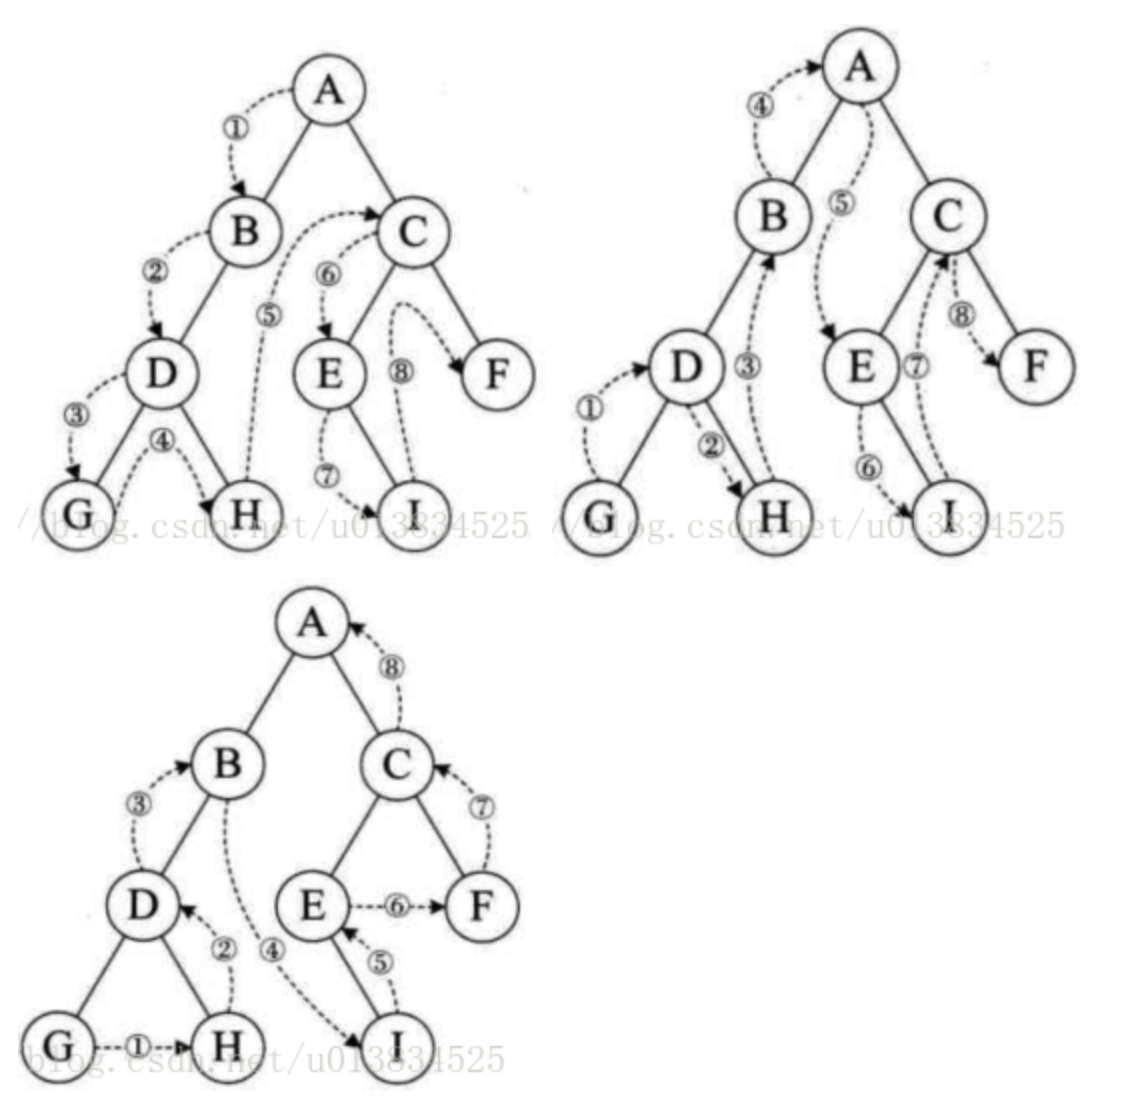 A
①
B
C
②
⑥
⑤
D
E
⑧
F
③
④
⑦
G
H
I
//blog.csdn.net/u013834525
A
④
⑤
B
C
⑧
D
③
E
⑦
F
①
②
⑥
G
H
I
//blog.csdn.net/u013834525
A
⑧
B
C
③
⑦
D
E
⑥
F
②
④
⑤
G
①
H
I
blog.csdn.net/u013834525